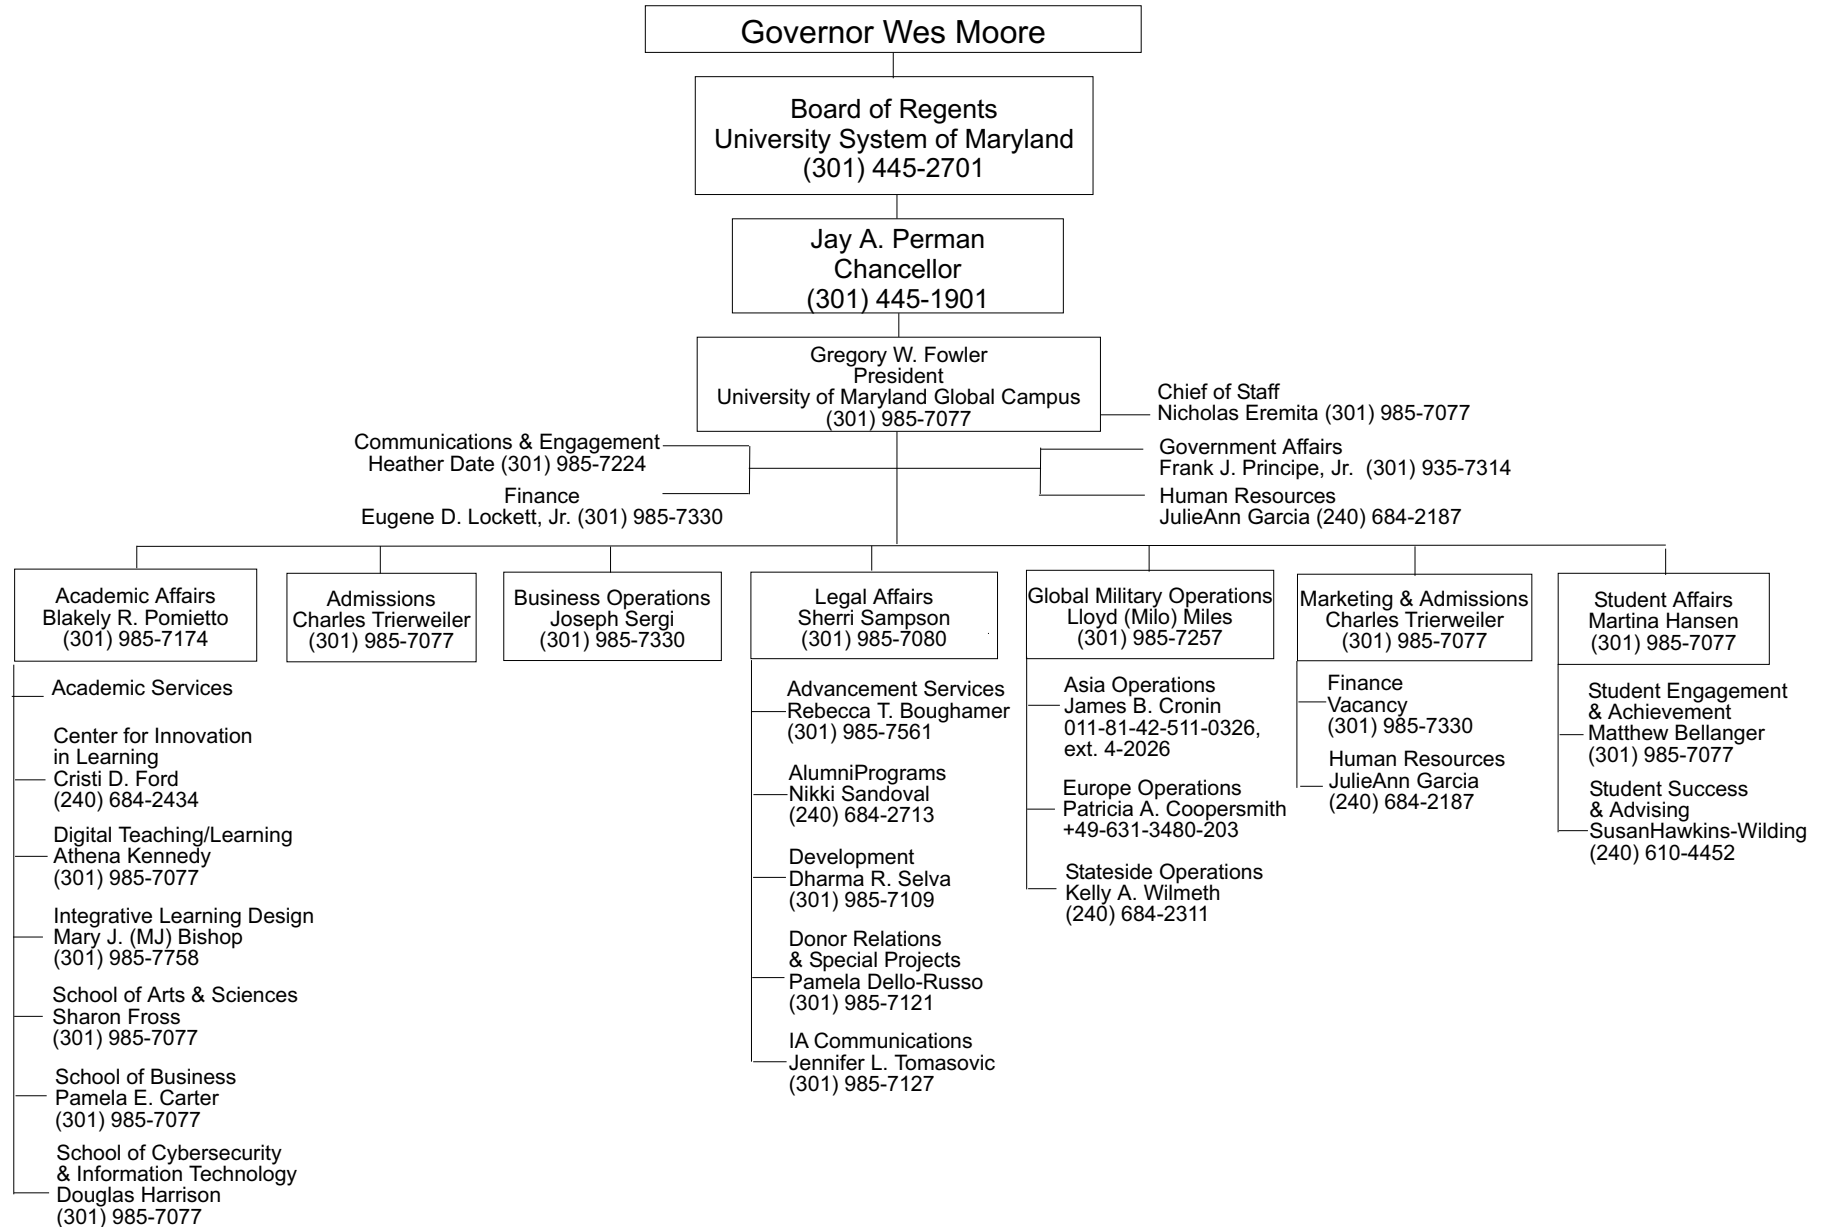 Governor Wes Moore
Board of Regents
University System of Maryland
(301) 445-2701
Jay A. Perman
Chancellor
(301) 445-1901
Gregory W. Fowler
President
University of Maryland Global Campus
(301) 985-7077
Chief of Staff
Nicholas Eremita (301) 985-7077
Communications & Engagement
Heather Date (301) 985-7224
Finance
Eugene D. Lockett, Jr. (301) 985-7330
Government Affairs
Frank J. Principe, Jr.  (301) 935-7314
Human Resources
JulieAnn Garcia (240) 684-2187
Academic Affairs
Blakely R. Pomietto
(301) 985-7174
Academic Services
Center for Innovation
in Learning
Cristi D. Ford
(240) 684-2434
Digital Teaching/Learning
Athena Kennedy
(301) 985-7077
Integrative Learning Design
Mary J. (MJ) Bishop
(301) 985-7758
School of Arts & Sciences
Sharon Fross
(301) 985-7077
School of Business
Pamela E. Carter
(301) 985-7077
School of Cybersecurity
& Information Technology
Douglas Harrison
(301) 985-7077
Admissions
Charles Trierweiler
(301) 985-7077
Business Operations
Joseph Sergi
(301) 985-7330
Legal Affairs
Sherri Sampson
(301) 985-7080
Advancement Services
Rebecca T. Boughamer
(301) 985-7561
AlumniPrograms
Nikki Sandoval
(240) 684-2713
Development
Dharma R. Selva
(301) 985-7109
Donor Relations
& Special Projects
Pamela Dello-Russo
(301) 985-7121
IA Communications
Jennifer L. Tomasovic
(301) 985-7127
Global Military Operations
Lloyd (Milo) Miles
(301) 985-7257
Asia Operations
James B. Cronin
011-81-42-511-0326,
ext. 4-2026
Europe Operations
Patricia A. Coopersmith
+49-631-3480-203
Stateside Operations
Kelly A. Wilmeth
(240) 684-2311
Marketing & Admissions
Charles Trierweiler
(301) 985-7077
Finance
Vacancy
(301) 985-7330
Human Resources
JulieAnn Garcia
(240) 684-2187
Student Affairs
Martina Hansen
(301) 985-7077
Student Engagement
& Achievement
Matthew Bellanger
(301) 985-7077
Student Success
& Advising
SusanHawkins-Wilding
(240) 610-4452